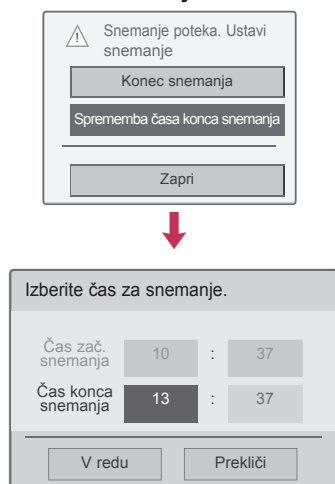 Snemanje poteka. Ustavi
snemanje
Konec snemanja
Sprememba časa konca snemanja
Zapri
Izberite čas za snemanje.
Čas zač.
snemanja
10 : 37
Čas konca
snemanja
13 : 37
V redu
Prekliči